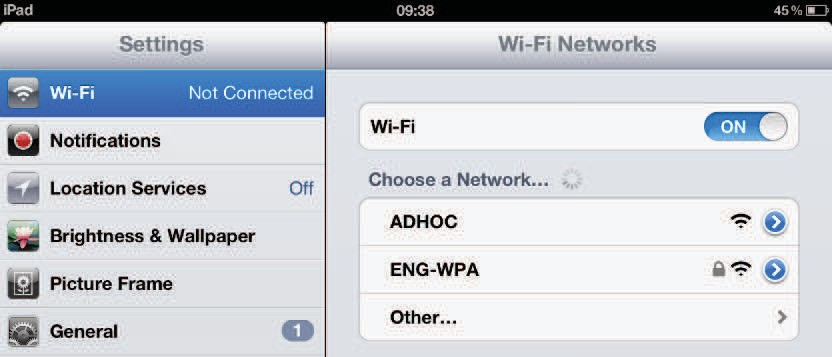 iPad 09:38 45%
Settings
Wi-Fi Not Connected
Notifications
Location Services Off
Brightness & Wallpaper
Picture Frame
General 1
Wi-Fi Networks
Wi-Fi ON
Choose a Network...
ADHOC
ENG-WPA
Other...